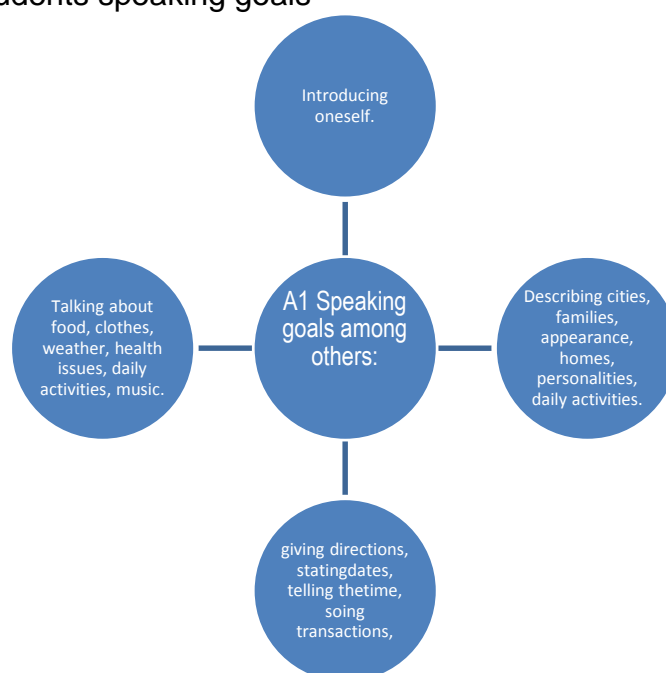 udents speaking goals
Introducing
oneself.
Talking about
food, clothes,
weather, health
issues, daily
activities, music.
A1 Speaking
goals among
others:
Describing cities,
families,
appearance,
homes,
personalities,
daily activities.
giving directions,
statingdates,
telling thetime,
soing
transactions,